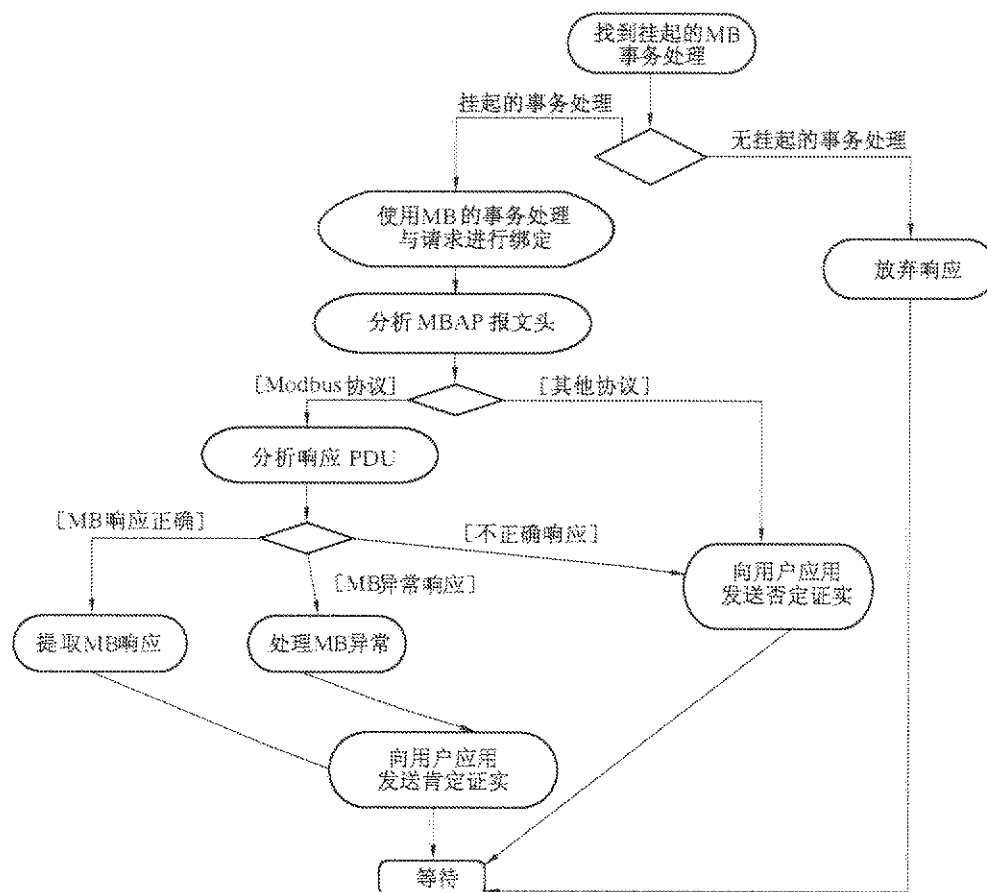 找到挂起的MB
事务处理
挂起的事务处理
无挂起的事务处理
使用MB的事务处理
与请求进行绑定
放弃响应
分析 MBAP 报文头
[Modbus协议]
[其他协议]
分析响应 PDU
[MB响应正确]
[不正确响应]
[MB异常响应]
向用户应用
发送否定证实
提取MB响应
处理MB异常
向用户应用
发送肯定证实
等待